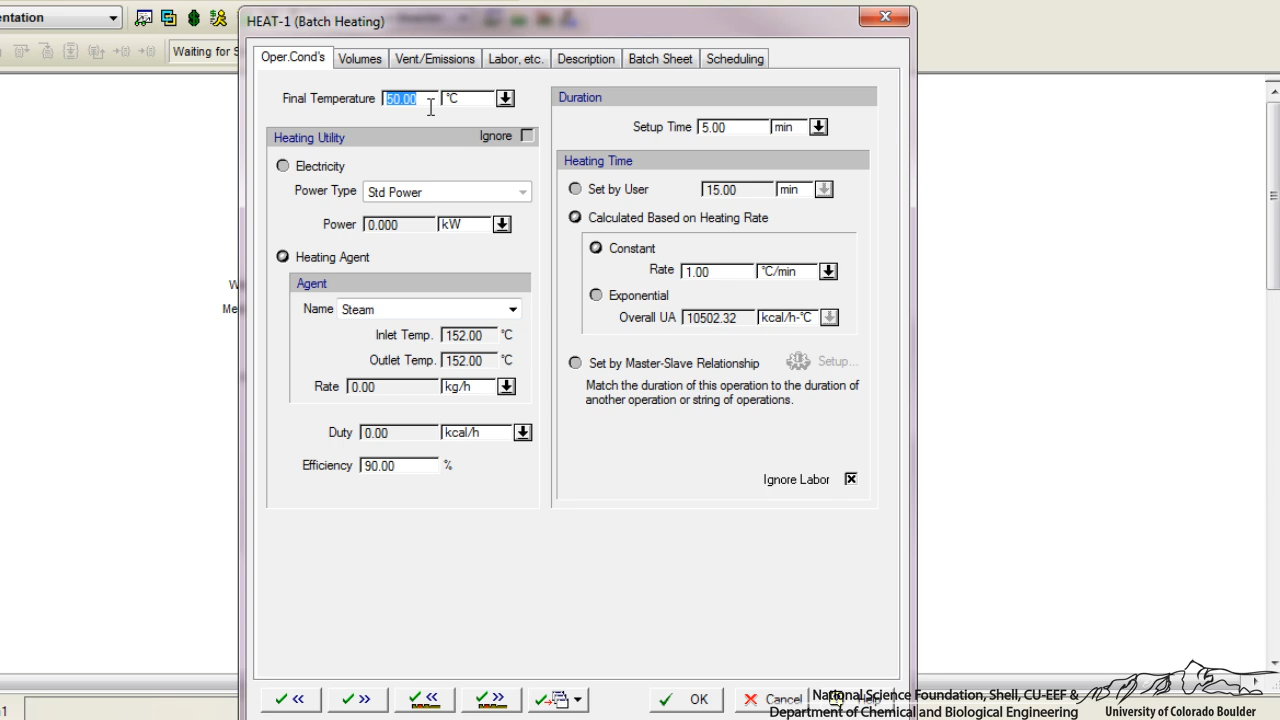 entation
HEAT-1 (Batch Heating)
Waiting for S
Oper.Cond's
Volumes
Vent/Emissions
Labor, etc.
Description
Batch Sheet
Scheduling
Final Temperature 50.00 °C
Heating Utility Ignore
Electricity
Power Type Std Power
Power 0.000 kW
Heating Agent
Agent
Name Steam
Inlet Temp. 152.00 °C
Outlet Temp. 152.00 °C
Rate 0.00 kg/h
Duty 0.00 kcal/h
Efficiency 90.00 %
Duration
Setup Time 5.00 min
Heating Time
Set by User 15.00 min
Calculated Based on Heating Rate
Constant
Rate 1.00 °C/min
Exponential
Overall UA 10502.32 kcal/h-°C
Set by Master-Slave Relationship Setup...
Match the duration of this operation to the duration of
another operation or string of operations.
Ignore Labor
W
Me
OK
Cancel
Help
National Science Foundation, Shell, CU-EEF &
Department of Chemical and Biological Engineering
University of Colorado Boulder